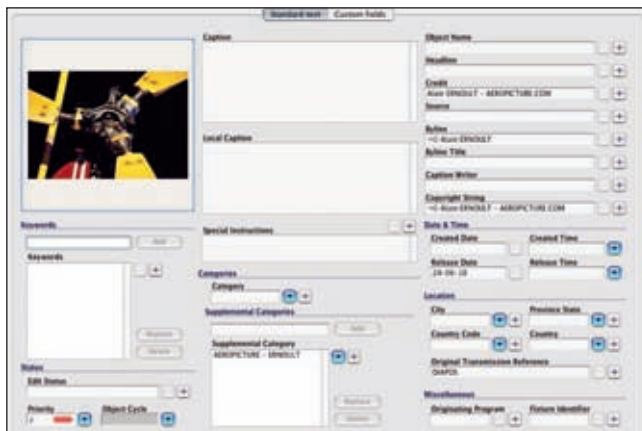 Standard text Custom fields
Caption
Local Caption
Special Instructions
Keywords
Add
Keywords
Replace
Delete
Status
Edit Status
Priority
Object Cycle
Categories
Category
Supplemental Categories
Add
Supplemental Category
AEROPICTURE - ERNOULT
Replace
Delete
Object Name
Headline
Credit
Alain ERNOULT - AEROPICTURE.COM
Source
Byline
Alain ERNOULT
Byline Title
Caption Writer
Copyright String
Alain ERNOULT - AEROPICTURE.COM
Date & Time
Created Date
Created Time
Release Date
Release Time
Location
City
Province State
Country Code
Country
Original Transmission Reference
Miscellaneous
Originating Program
Fixture Identifier